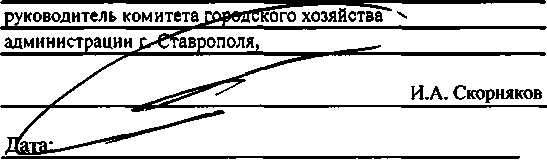 руководитель комитета городского хозяйства
администрации г. Ставрополя,
И.А. Скорняков
Дата: